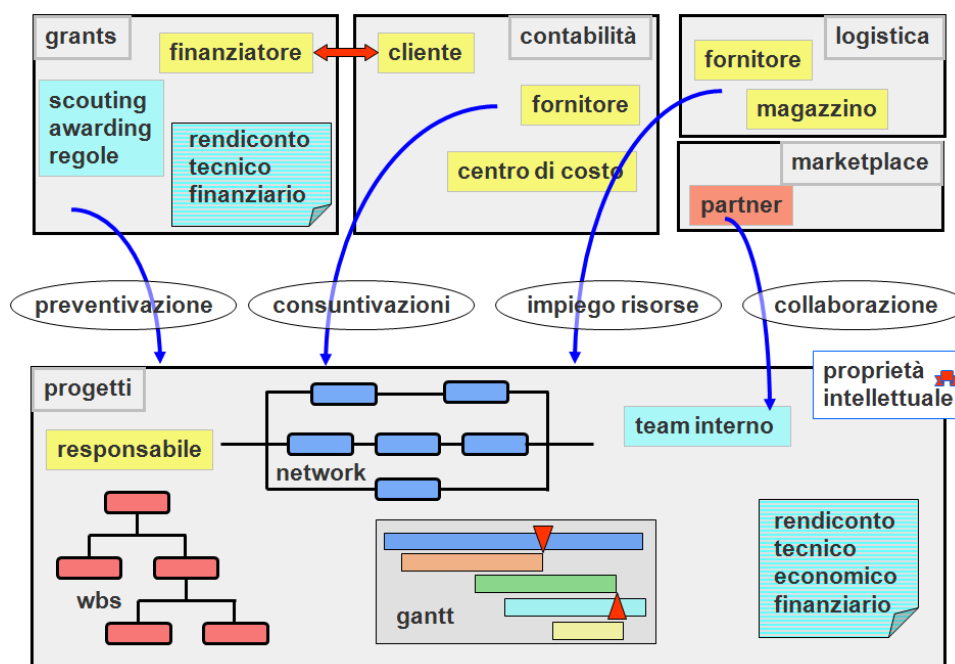 grants
finanziatore
cliente
contabilità
logistica
fornitore
scouting
awarding
regole
rendiconto
tecnico
finanziario
fornitore
centro di costo
magazzino
marketplace
partner
preventivazione
consuntivazioni
impiego risorse
collaborazione
progetti
proprietà
intellettuale
responsabile
network
team interno
wbs
gantt
rendiconto
tecnico
economico
finanziario